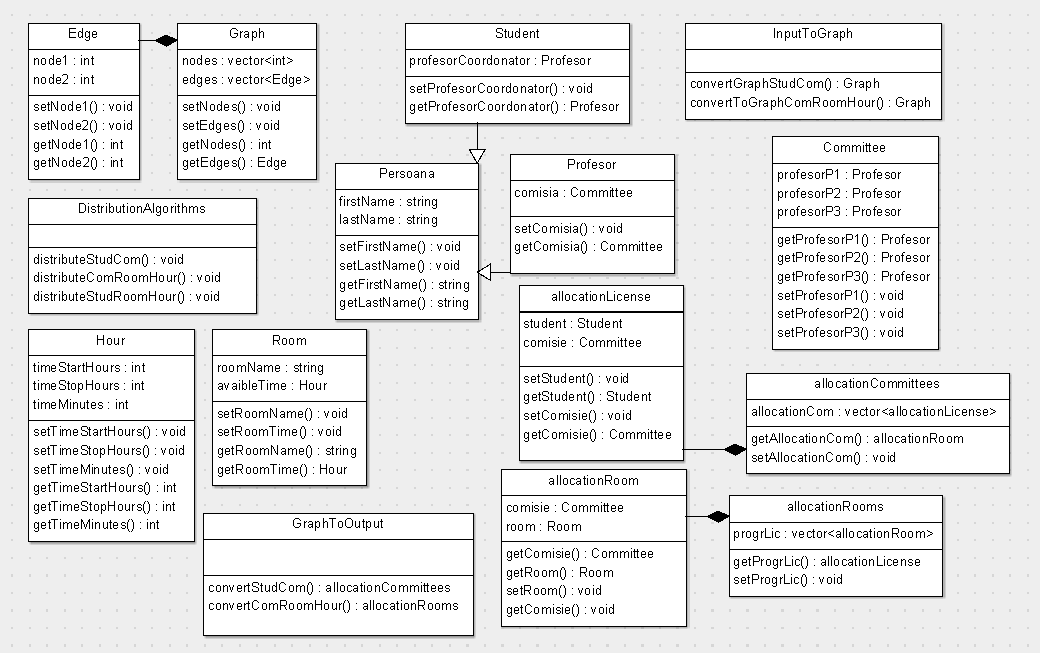 Edge
node1 : int
node2 : int
setNode1() : void
setNode2() : void
getNode1() : int
getNode2() : int
Graph
nodes : vector<int>
edges : vector<Edge>
setNodes() : void
setEdges() : void
getNodes() : int
getEdges() : Edge
Student
profesorCoordonator : Profesor
setProfesorCoordonator() : void
getProfesorCoordonator() : Profesor
InputToGraph
convertGraphStudCom() : Graph
convertToGraphComRoomHour() : Graph
Persoana
firstName : string
lastName : string
setFirstName() : void
setLastName() : void
getFirstName() : string
getLastName() : string
Profesor
comisia : Committee
setComisia() : void
getComisia() : Committee
Committee
profesorP1 : Profesor
profesorP2 : Profesor
profesorP3 : Profesor
getProfesorP1() : Profesor
getProfesorP2() : Profesor
getProfesorP3() : Profesor
setProfesorP1() : void
setProfesorP2() : void
setProfesorP3() : void
DistributionAlgorithms
distributeStudCom() : void
distributeComRoomHour() : void
distributeStudRoomHour() : void
allocationLicense
student : Student
comisie : Committee
setStudent() : void
getStudent() : Student
setComisie() : void
getComisie() : Committee
Hour
timeStartHours : int
timeStopHours : int
timeMinutes : int
setTimeStartHours() : void
setTimeStopHours() : void
setTimeMinutes() : void
getTimeStartHours() : int
getTimeStopHours() : int
getTimeMinutes() : int
Room
roomName : string
avaibleTime : Hour
setRoomName() : void
setRoomTime() : void
getRoomName() : string
getRoomTime() : Hour
allocationCommittees
allocationCom : vector<allocationLicense>
getAllocationCom() : allocationRoom
setAllocationCom() : void
allocationRoom
comisie : Committee
room : Room
getComisie() : Committee
getRoom() : Room
setRoom() : void
getComisie() : void
allocationRooms
progrLic : vector<allocationRoom>
getProgrLic() : allocationLicense
setProgrLic() : void
GraphToOutput
convertStudCom() : allocationCommittees
convertComRoomHour() : allocationRooms